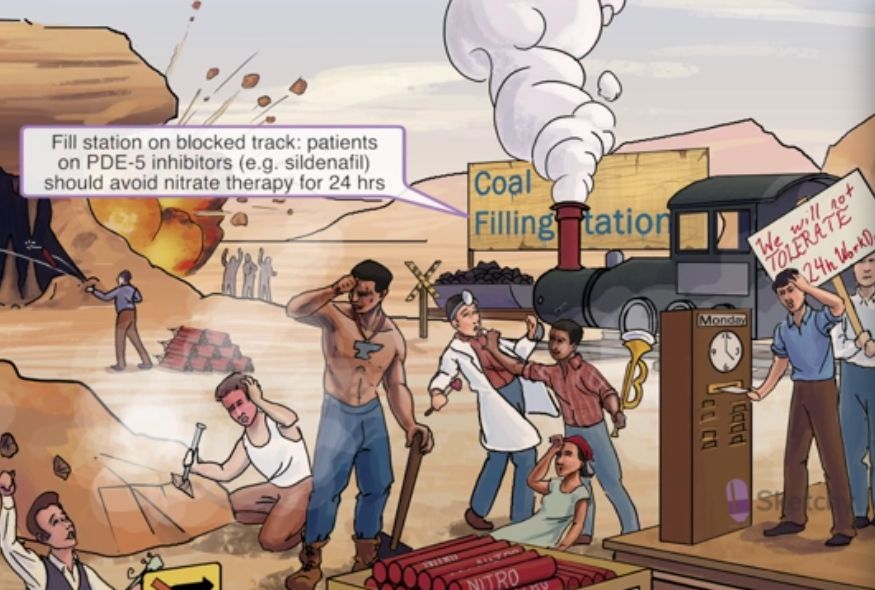 Fill station on blocked track: patients
on PDE-5 inhibitors (e.g. sildenafil)
should avoid nitrate therapy for 24 hrs
Coal
Filling Station
We will not
TOLERATE
24h WorkD
Monday
Sketchy
NITRO